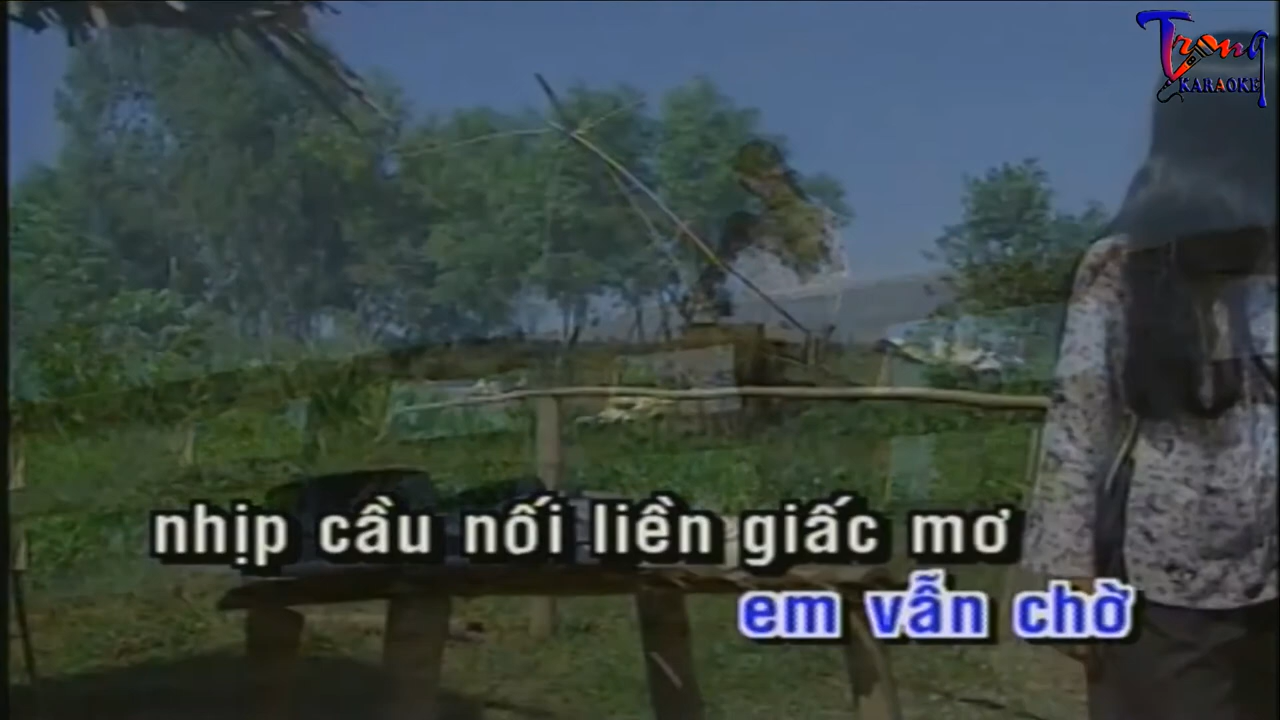 Trọng
KARAOKE
nhịp cầu nối liền giấc mơ
em vẫn chờ